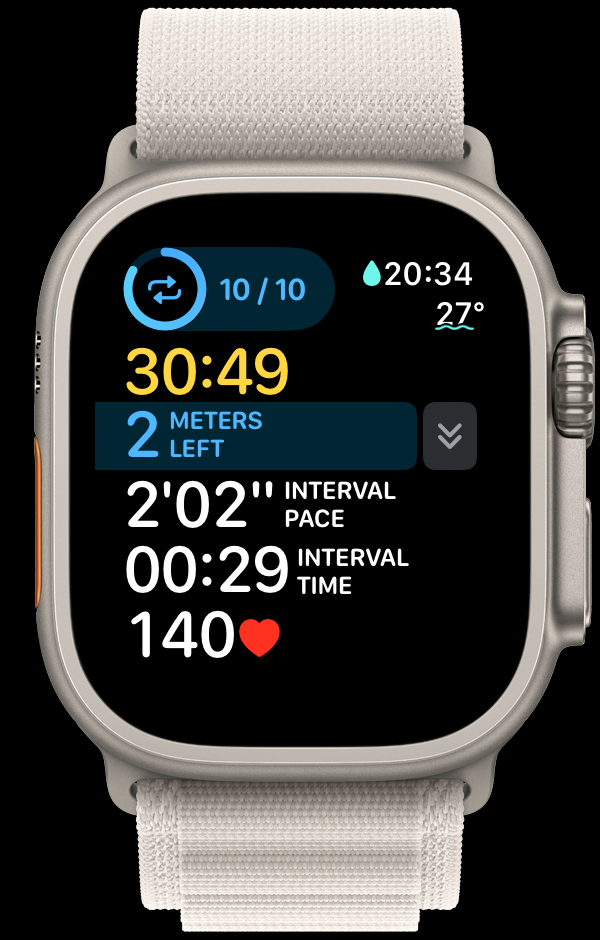 10 / 10
20:34
27°
30:49
2 METERS LEFT
2'02" INTERVAL PACE
00:29 INTERVAL TIME
140